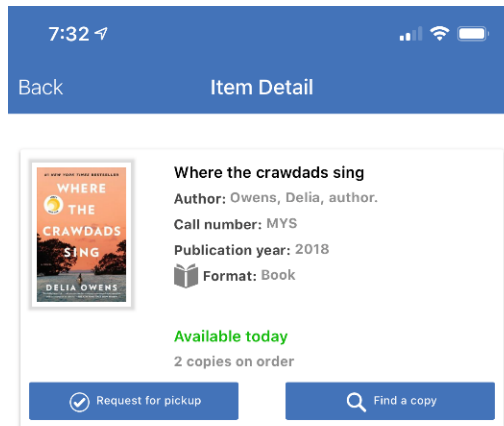 7:32
Back
Item Detail
#1 NEW YORK TIMES BESTSELLER
WHERE
THE
CRAWDADS
SING
DELIA OWENS
Where the crawdads sing
Author: Owens, Delia, author.
Call number: MYS
Publication year: 2018
Format: Book
Available today
2 copies on order
Request for pickup
Find a copy